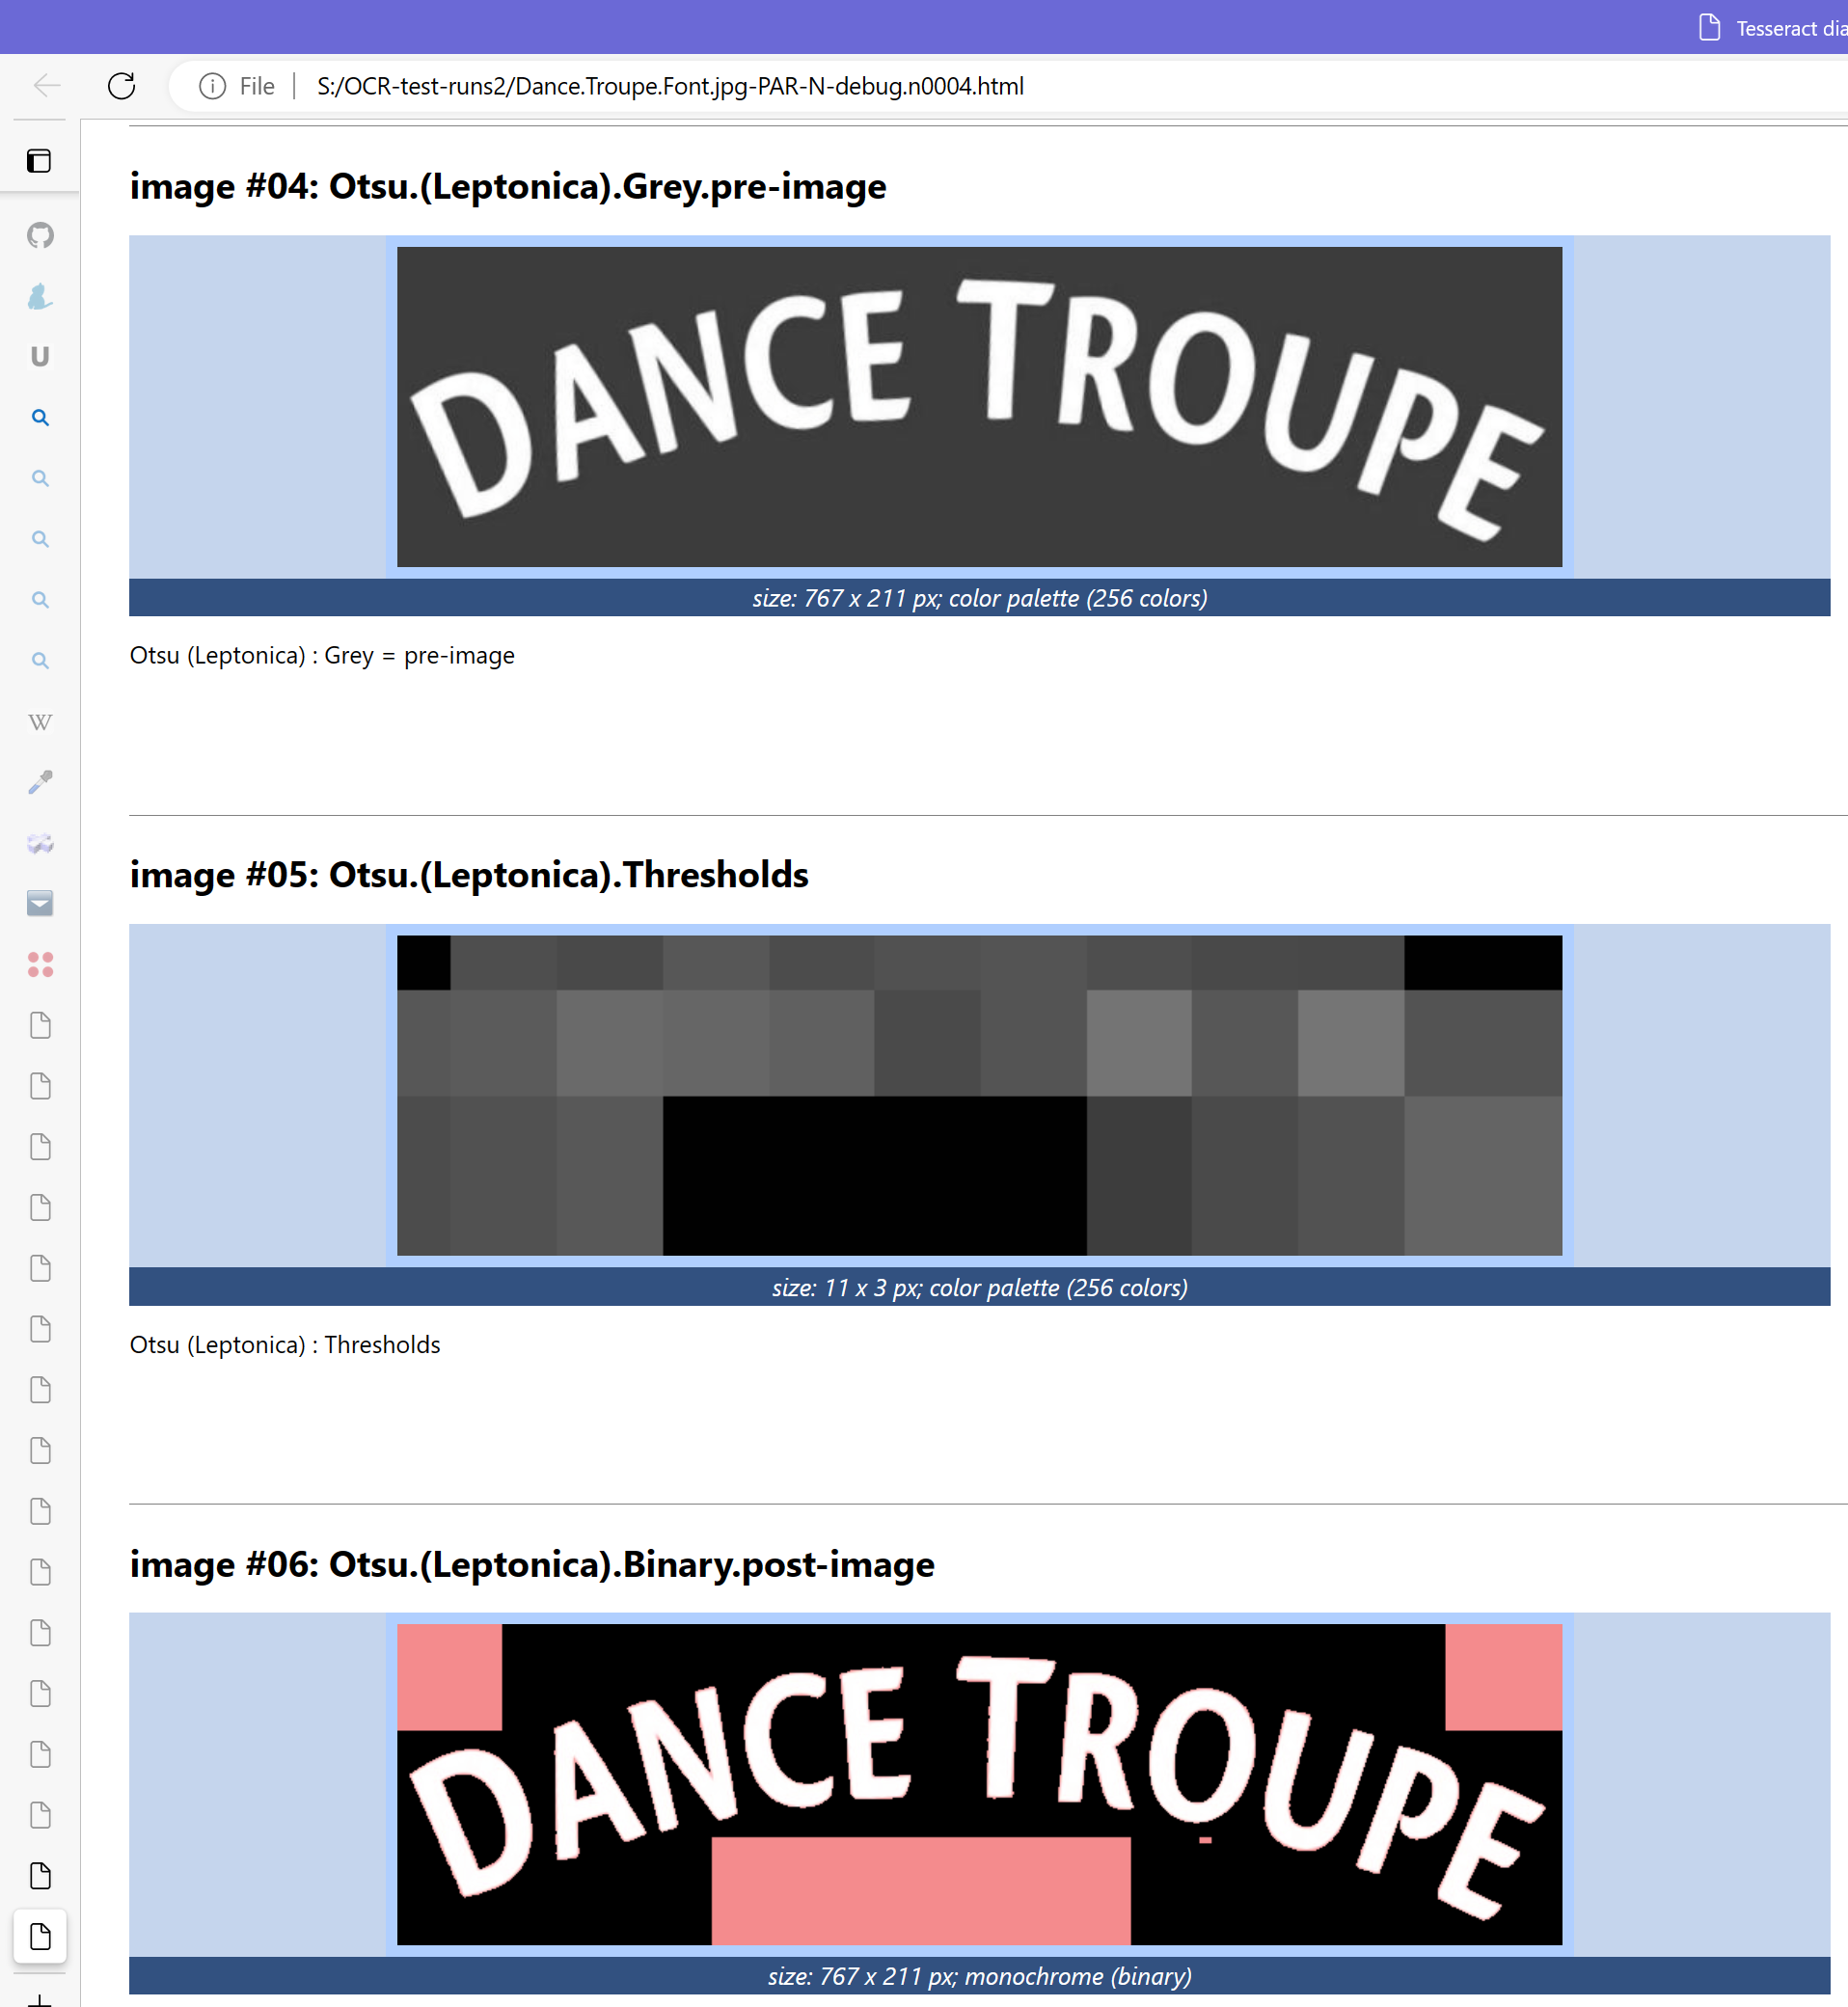 Tesseract dia
File
S:/OCR-test-runs2/Dance.Troupe.Font.jpg-PAR-N-debug.n0004.html
image #04: Otsu.(Leptonica).Grey.pre-image
DANCE TROUPE
size: 767 x 211 px; color palette (256 colors)
Otsu (Leptonica) : Grey = pre-image
image #05: Otsu.(Leptonica).Thresholds
size: 11 x 3 px; color palette (256 colors)
Otsu (Leptonica) : Thresholds
image #06: Otsu.(Leptonica).Binary.post-image
DANCE TROUPE
size: 767 x 211 px; monochrome (binary)
U
W